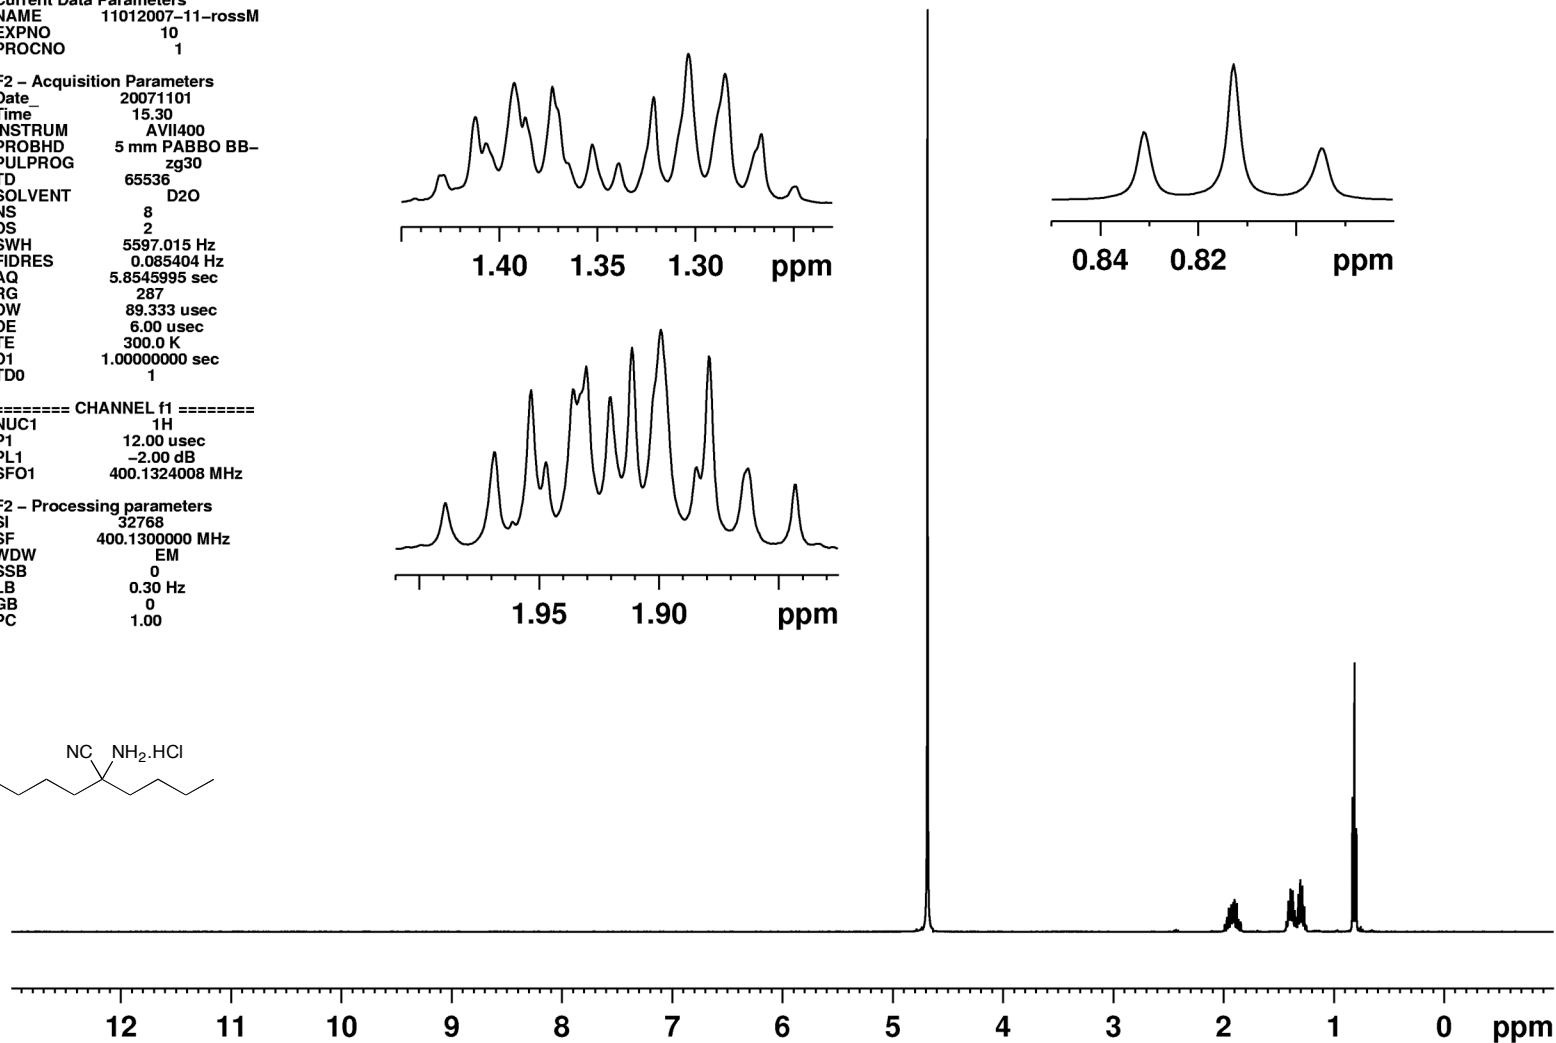 Current Data Parameters
NAME 11012007-11-rossM
EXPNO 10
PROCNO 1
F2 - Acquisition Parameters
Date_ 20071101
Time 15.30
INSTRUM AVII400
PROBHD 5 mm PABBO BB-
PULPROG zg30
TD 65536
SOLVENT D2O
NS 8
DS 2
SWH 5597.015 Hz
FIDRES 0.085404 Hz
AQ 5.8545995 sec
RG 287
DW 89.333 usec
DE 6.00 usec
TE 300.0 K
D1 1.00000000 sec
TD0 1
======== CHANNEL f1 ========
NUC1 1H
P1 12.00 usec
PL1 -2.00 dB
SFO1 400.1324008 MHz
F2 - Processing parameters
SI 32768
SF 400.1300000 MHz
WDW EM
SSB 0
LB 0.30 Hz
GB 0
PC 1.00
1.40 1.35 1.30 ppm
0.84 0.82 ppm
1.95 1.90 ppm
NC NH2.HCl
12 11 10 9 8 7 6 5 4 3 2 1 0 ppm